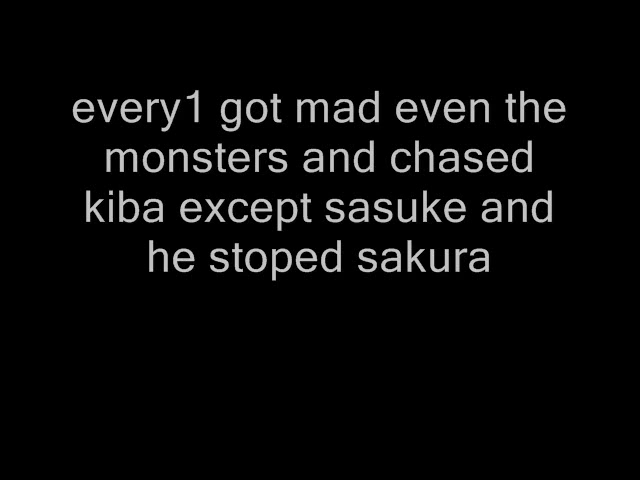 every1 got mad even the
monsters and chased
kiba except sasuke and
he stoped sakura